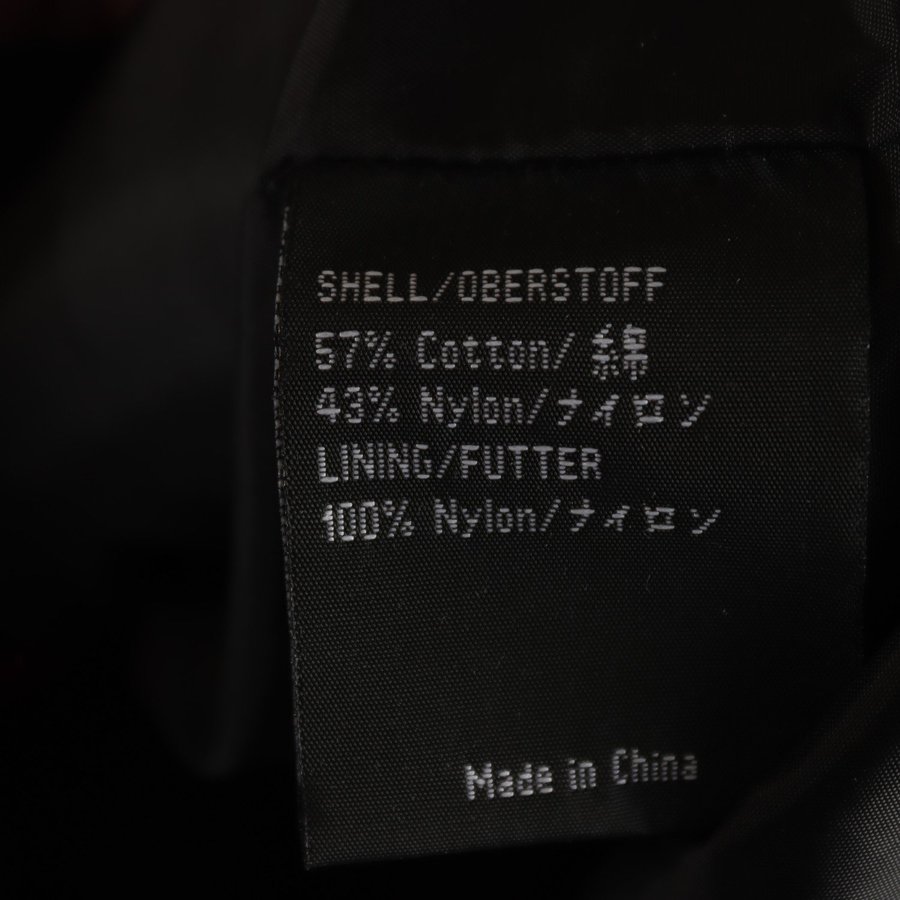 SHELL/OBERSTOFF
57% Cotton/綿
43% Nylon/ナイロン
LINING/FUTTER
100% Nylon/ナイロン
Made in China